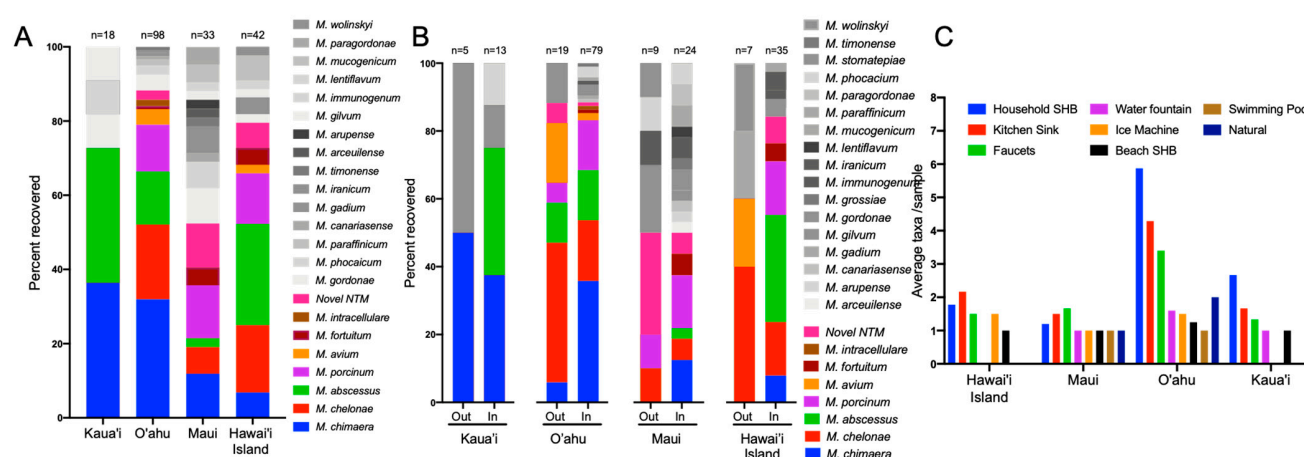 A
n=18 n=98 n=33 n=42
Percent recovered
100
80
60
40
20
0
Kaua'i O'ahu Maui Hawai'i
Island
M. wolinskyi
M. paragordonae
M. mucogenicum
M. lentiflavum
M. immunogenum
M. gilvum
M. arupense
M. arceuilense
M. timonense
M. iranicum
M. gadium
M. canariasense
M. paraffinicum
M. phocaicum
M. gordonae
Novel NTM
M. intracellulare
M. fortuitum
M. avium
M. porcinum
M. abscessus
M. chelonae
M. chimaera
B
n=5 n=13 n=19 n=79 n=9 n=24 n=7 n=35
Percent recovered
100
80
60
40
20
0
Out In Out In Out In Out In
Kaua'i O'ahu Maui Hawai'i
Island
M. wolinskyi
M. timonense
M. stomatepiae
M. phocacium
M. paragordonae
M. paraffinicum
M. mucogenicum
M. lentiflavum
M. iranicum
M. immunogenum
M. grossiae
M. gordonae
M. gilvum
M. gadium
M. canariasense
M. arupense
M. arceuilense
Novel NTM
M. intracellulare
M. fortuitum
M. avium
M. porcinum
M. abscessus
M. chelonae
M. chimaera
C
Average taxa /sample
8
7
6
5
4
3
2
1
0
Household SHB Water fountain Swimming Poo
Kitchen Sink Ice Machine Natural
Faucets Beach SHB
Hawai'i Maui O'ahu Kaua'i
Island